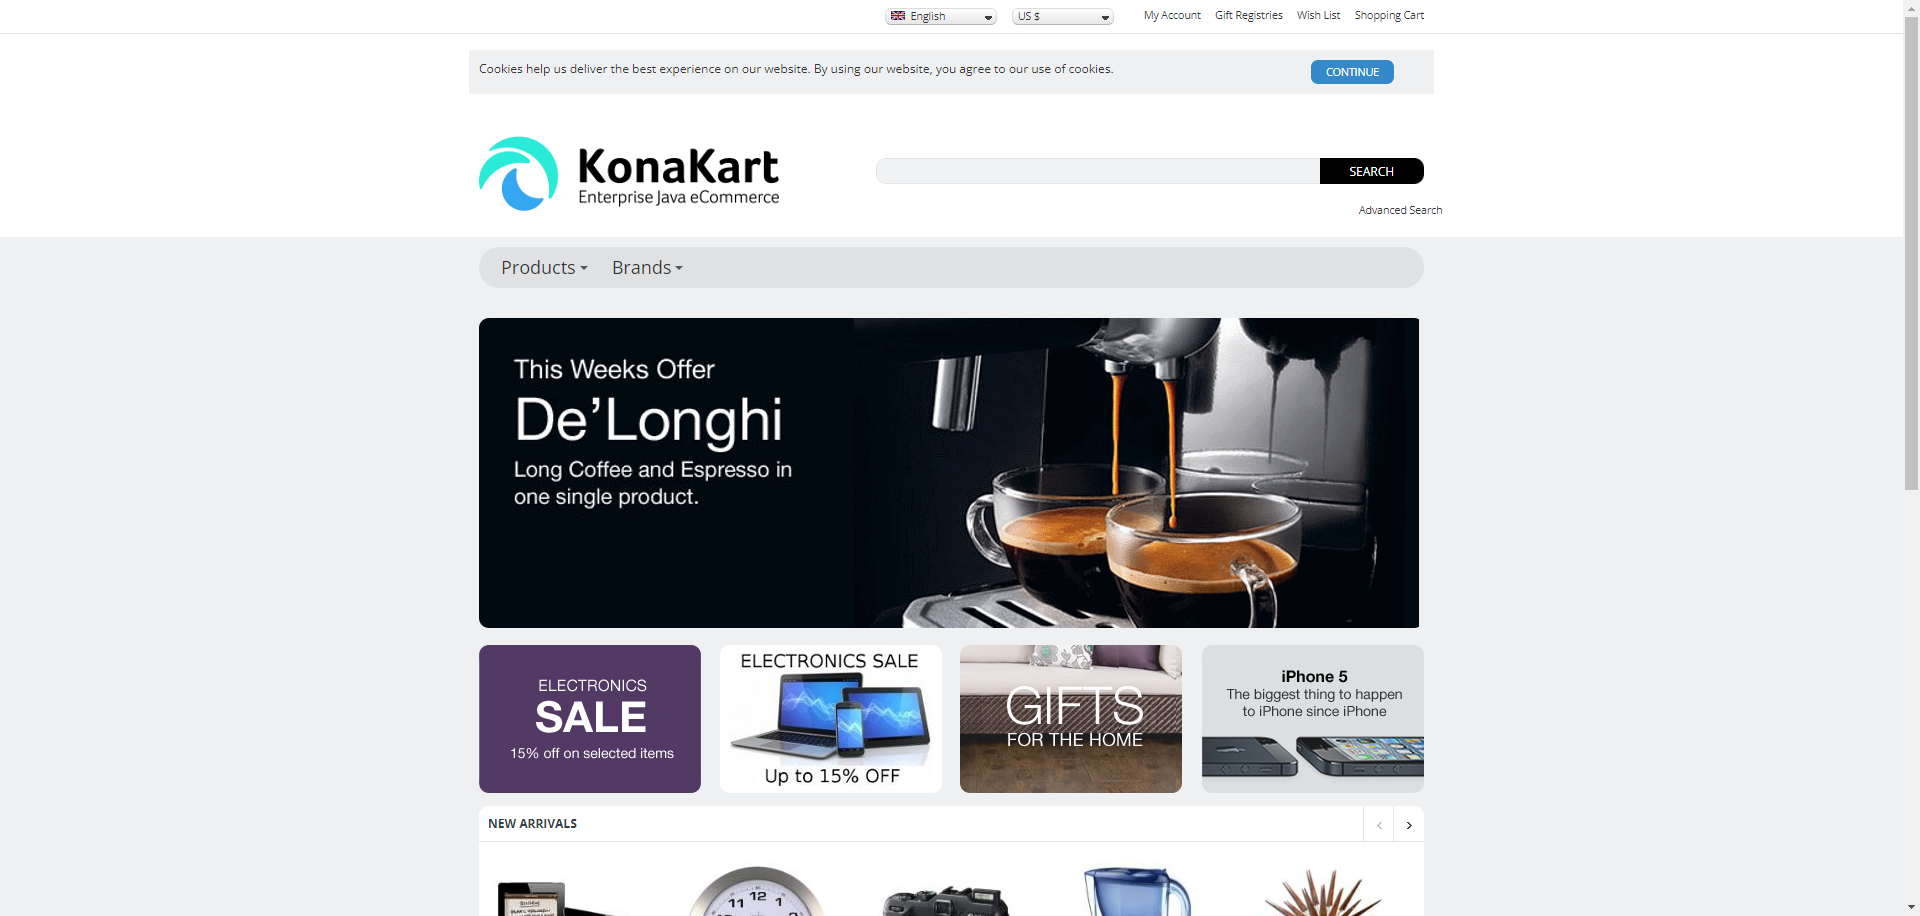 English
US $
My Account
Gift Registries
Wish List
Shopping Cart
Cookies help us deliver the best experience on our website. By using our website, you agree to our use of cookies.
CONTINUE
KonaKart
Enterprise Java eCommerce
SEARCH
Advanced Search
Products
Brands
This Weeks Offer
De’Longhi
Long Coffee and Espresso in
one single product.
ELECTRONICS
SALE
15% off on selected items
ELECTRONICS SALE
Up to 15% OFF
GIFTS
FOR THE HOME
iPhone 5
The biggest thing to happen
to iPhone since iPhone
NEW ARRIVALS
11 12 1